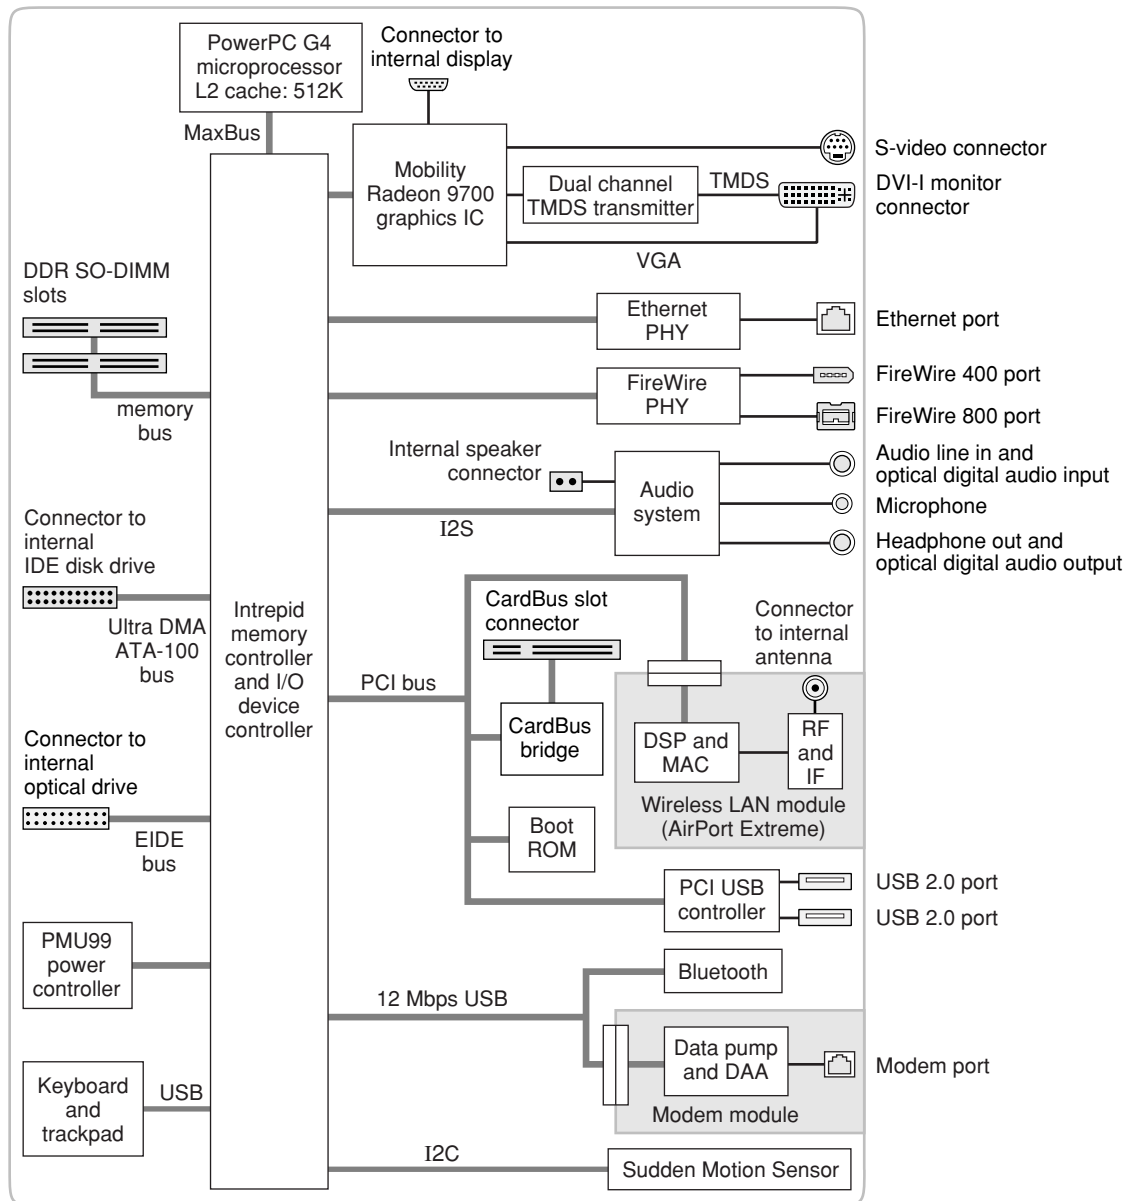 PowerPC G4
microprocessor
L2 cache: 512K
Connector to
internal display
MaxBus
Mobility
Radeon 9700
graphics IC
Dual channel
TMDS transmitter
TMDS
VGA
S-video connector
DVI-I monitor
connector
DDR SO-DIMM
slots
memory
bus
Ethernet
PHY
Ethernet port
FireWire
PHY
FireWire 400 port
FireWire 800 port
Internal speaker
connector
Audio
system
I2S
Audio line in and
optical digital audio input
Microphone
Headphone out and
optical digital audio output
Connector to
internal
IDE disk drive
Ultra DMA
ATA-100
bus
Intrepid
memory
controller
and I/O
device
controller
PCI bus
CardBus slot
connector
CardBus
bridge
Connector
to internal
antenna
DSP and
MAC
RF
and
IF
Wireless LAN module
(AirPort Extreme)
Boot
ROM
Connector to
internal
optical drive
EIDE
bus
PCI USB
controller
USB 2.0 port
USB 2.0 port
PMU99
power
controller
12 Mbps USB
Bluetooth
Data pump
and DAA
Modem module
Modem port
Keyboard
and
trackpad
USB
I2C
Sudden Motion Sensor